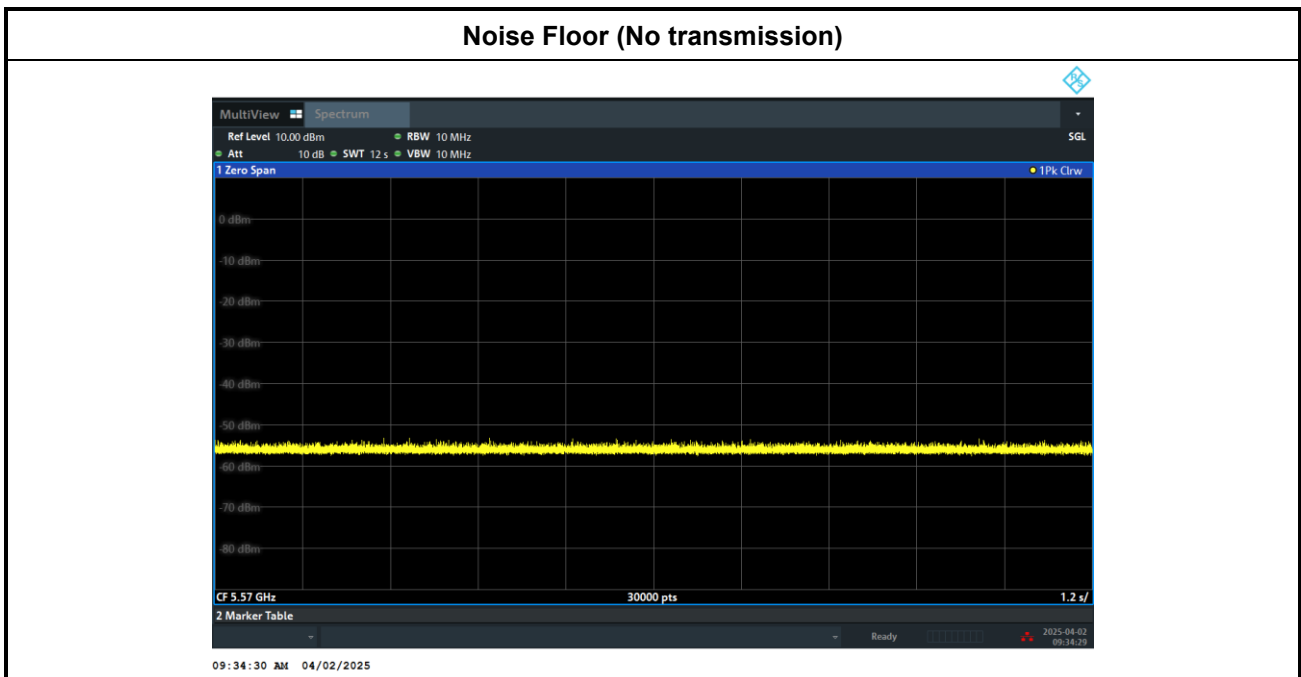 Noise Floor (No transmission)
R S
MultiView Spectrum
Ref Level 10.00 dBm RBW 10 MHz SGL
Att 10 dB SWT 12 s VBW 10 MHz
1 Zero Span 1Pk Clrw
0 dBm
-10 dBm
-20 dBm
-30 dBm
-40 dBm
-50 dBm
-60 dBm
-70 dBm
-80 dBm
CF 5.57 GHz 30000 pts 1.2 s/
2 Marker Table
Ready 2025-04-02
09:34:29
09:34:30 AM 04/02/2025